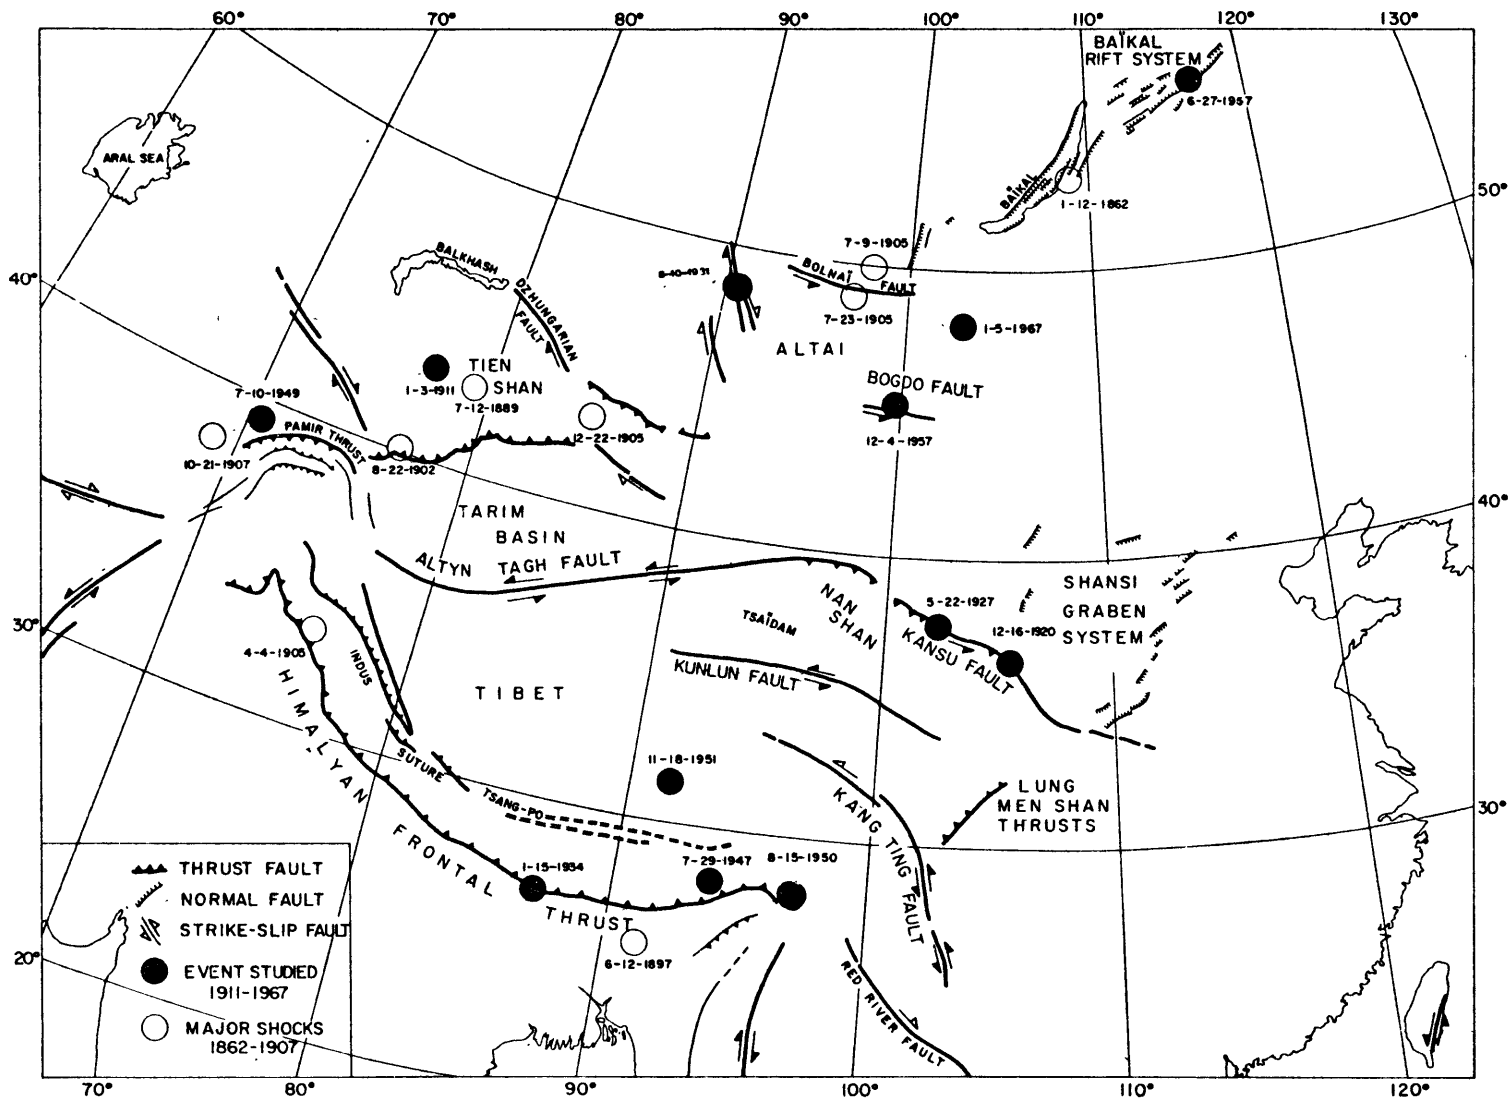 60° 70° 80° 90° 100° 110° 120° 130°
BAÏKAL
RIFT SYSTEM
6-27-1957
ARAL SEA
BAÏKAL
1-12-1862
50°
7-9-1905
BALKHASH
8-10-1931
BOLNAÏ
FAULT
40°
DZHUNGARIAN
FAULT
7-23-1905
1-5-1967
ALTAI
TIEN
SHAN
1-3-1911
7-12-1889
BOGDO FAULT
7-10-1949
PAMIR THRUST
12-22-1905
12-4-1957
10-21-1907
8-22-1902
40°
TARIM
BASIN
ALTYN TAGH FAULT
SHANSI
GRABEN
SYSTEM
NAN
SHAN
5-22-1927
12-16-1920
30°
TSAÏDAM
KANSU FAULT
4-4-1905
INDUS
KUNLUN FAULT
TIBET
HIMALYAN
FRONTAL
THRUST
SUTURE
11-18-1951
TSANG-PO
KANG TING FAULT
LUNG
MEN SHAN
THRUSTS
30°
1-15-1934
7-29-1947
8-15-1950
6-12-1897
RED RIVER FAULT
20°
THRUST FAULT
NORMAL FAULT
STRIKE-SLIP FAULT
EVENT STUDIED
1911-1967
MAJOR SHOCKS
1862-1907
70° 80° 90° 100° 110° 120°